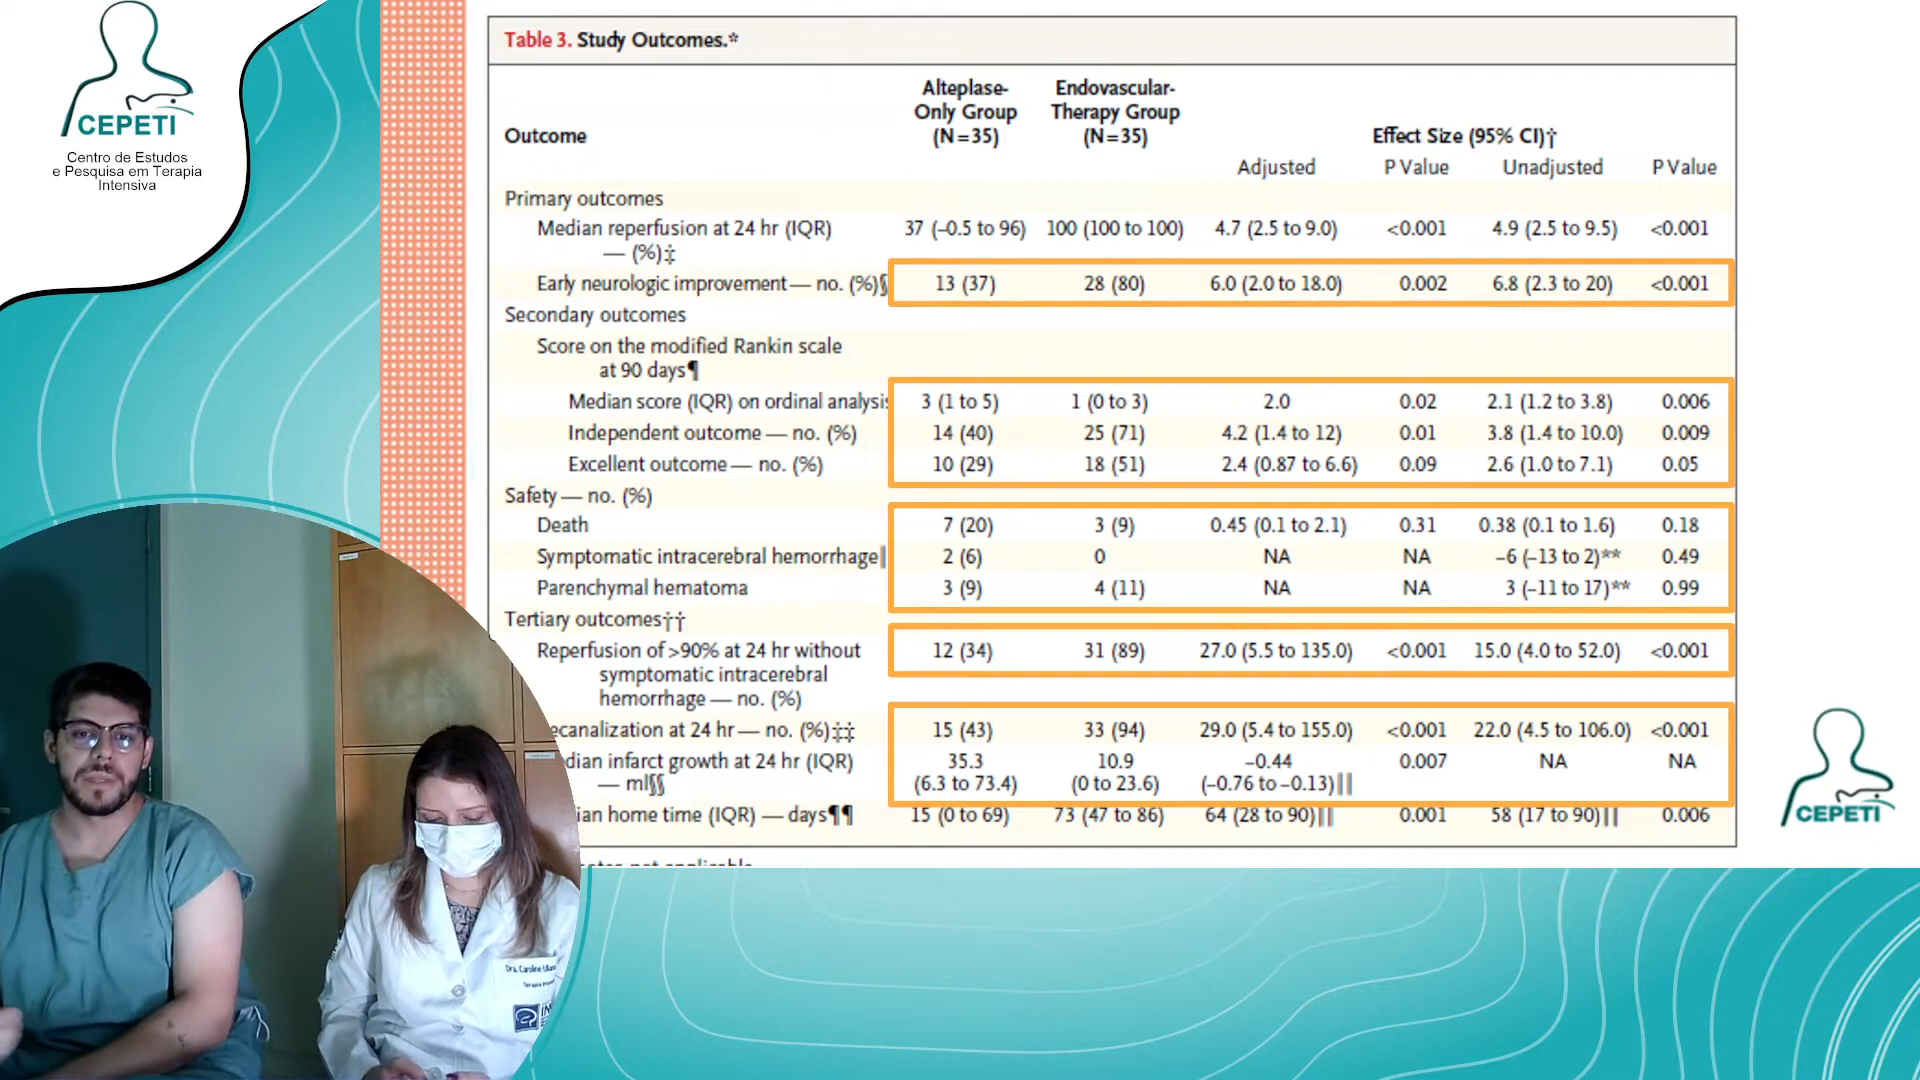 CEPETI
Centro de Estudos
e Pesquisa em Terapia
Intensiva
Table 3. Study Outcomes.*
Outcome
Alteplase-
Only Group
(N=35)
Endovascular-
Therapy Group
(N=35)
Effect Size (95% CI)†
Adjusted P Value Unadjusted P Value
Primary outcomes
Median reperfusion at 24 hr (IQR) 37 (–0.5 to 96) 100 (100 to 100) 4.7 (2.5 to 9.0) <0.001 4.9 (2.5 to 9.5) <0.001
— (%)‡
Early neurologic improvement — no. (%)§ 13 (37) 28 (80) 6.0 (2.0 to 18.0) 0.002 6.8 (2.3 to 20) <0.001
Secondary outcomes
Score on the modified Rankin scale
at 90 days¶
Median score (IQR) on ordinal analysis 3 (1 to 5) 1 (0 to 3) 2.0 0.02 2.1 (1.2 to 3.8) 0.006
Independent outcome — no. (%) 14 (40) 25 (71) 4.2 (1.4 to 12) 0.01 3.8 (1.4 to 10.0) 0.009
Excellent outcome — no. (%) 10 (29) 18 (51) 2.4 (0.87 to 6.6) 0.09 2.6 (1.0 to 7.1) 0.05
Safety — no. (%)
Death 7 (20) 3 (9) 0.45 (0.1 to 2.1) 0.31 0.38 (0.1 to 1.6) 0.18
Symptomatic intracerebral hemorrhage‖ 2 (6) 0 NA NA –6 (–13 to 2)** 0.49
Parenchymal hematoma 3 (9) 4 (11) NA NA 3 (–11 to 17)** 0.99
Tertiary outcomes††
Reperfusion of >90% at 24 hr without 12 (34) 31 (89) 27.0 (5.5 to 135.0) <0.001 15.0 (4.0 to 52.0) <0.001
symptomatic intracerebral
hemorrhage — no. (%)
ecanalization at 24 hr — no. (%)‡‡ 15 (43) 33 (94) 29.0 (5.4 to 155.0) <0.001 22.0 (4.5 to 106.0) <0.001
dian infarct growth at 24 hr (IQR) 35.3 10.9 –0.44 0.007 NA NA
— ml§§ (6.3 to 73.4) (0 to 23.6) (–0.76 to –0.13)‖‖
ian home time (IQR) — days¶¶ 15 (0 to 69) 73 (47 to 86) 64 (28 to 90)‖‖ 0.001 58 (17 to 90)‖‖ 0.006
CEPETI
Dra. Caroline